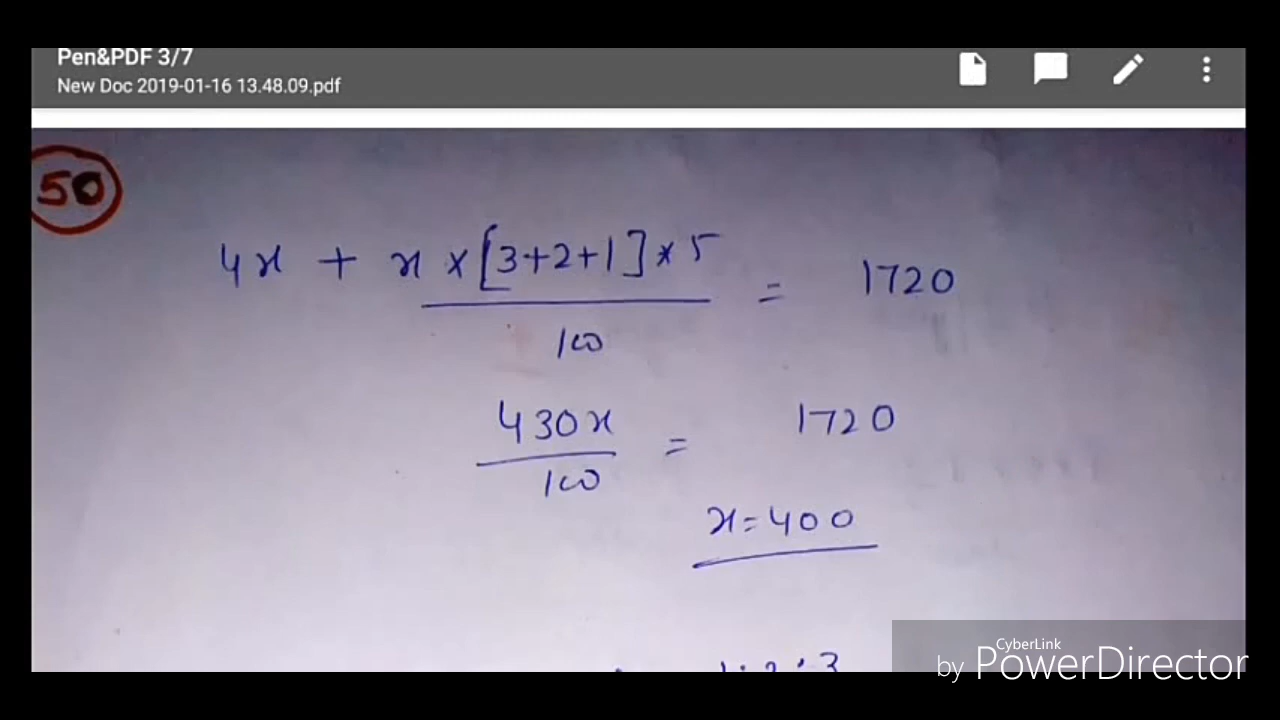 Pen&PDF 3/7
New Doc 2019-01-16 13.48.09.pdf
50
4x + x × [3+2+1] × 5 = 1720
100
430x = 1720
100
x = 400
CyberLink
by PowerDirector